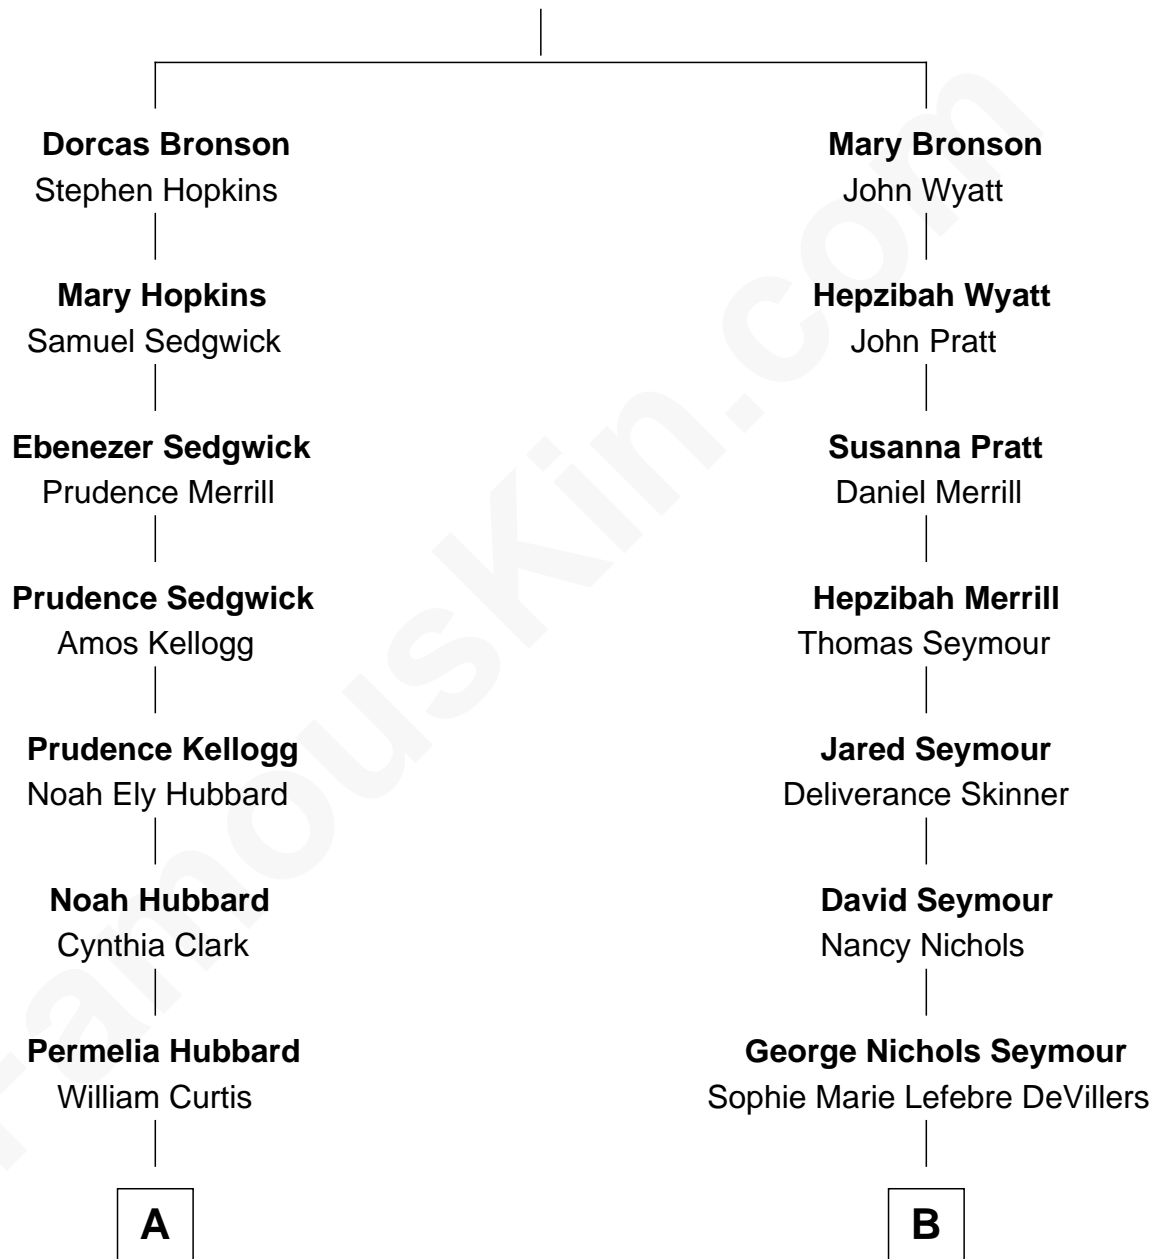 Dorcas Bronson
Stephen Hopkins
Mary Hopkins
Samuel Sedgwick
Ebenezer Sedgwick
Prudence Merrill
Prudence Sedgwick
Amos Kellogg
Prudence Kellogg
Noah Ely Hubbard
Noah Hubbard
Cynthia Clark
Permelia Hubbard
William Curtis
A
Mary Bronson
John Wyatt
Hepzibah Wyatt
John Pratt
Susanna Pratt
Daniel Merrill
Hepzibah Merrill
Thomas Seymour
Jared Seymour
Deliverance Skinner
David Seymour
Nancy Nichols
George Nichols Seymour
Sophie Marie Lefebre DeVillers
B
FamousKin.com